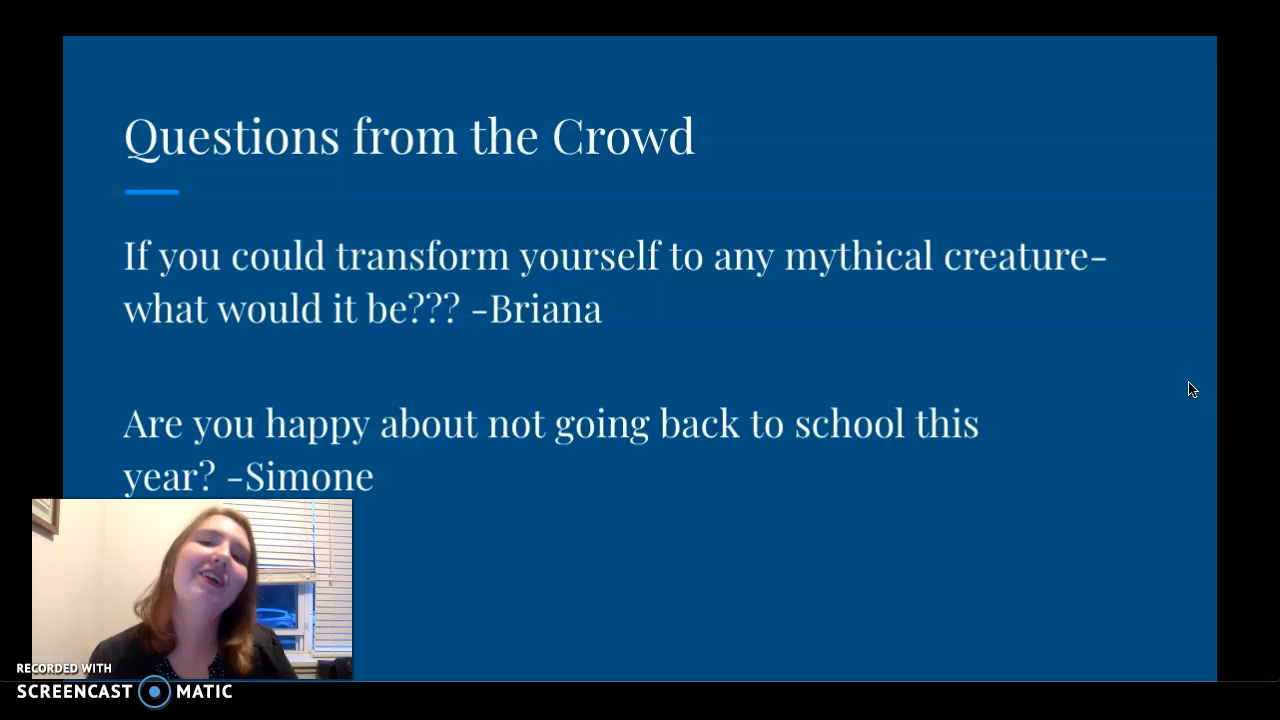 Questions from the Crowd
If you could transform yourself to any mythical creature-
what would it be??? -Briana
Are you happy about not going back to school this
year? -Simone
RECORDED WITH
SCREENCAST MATIC